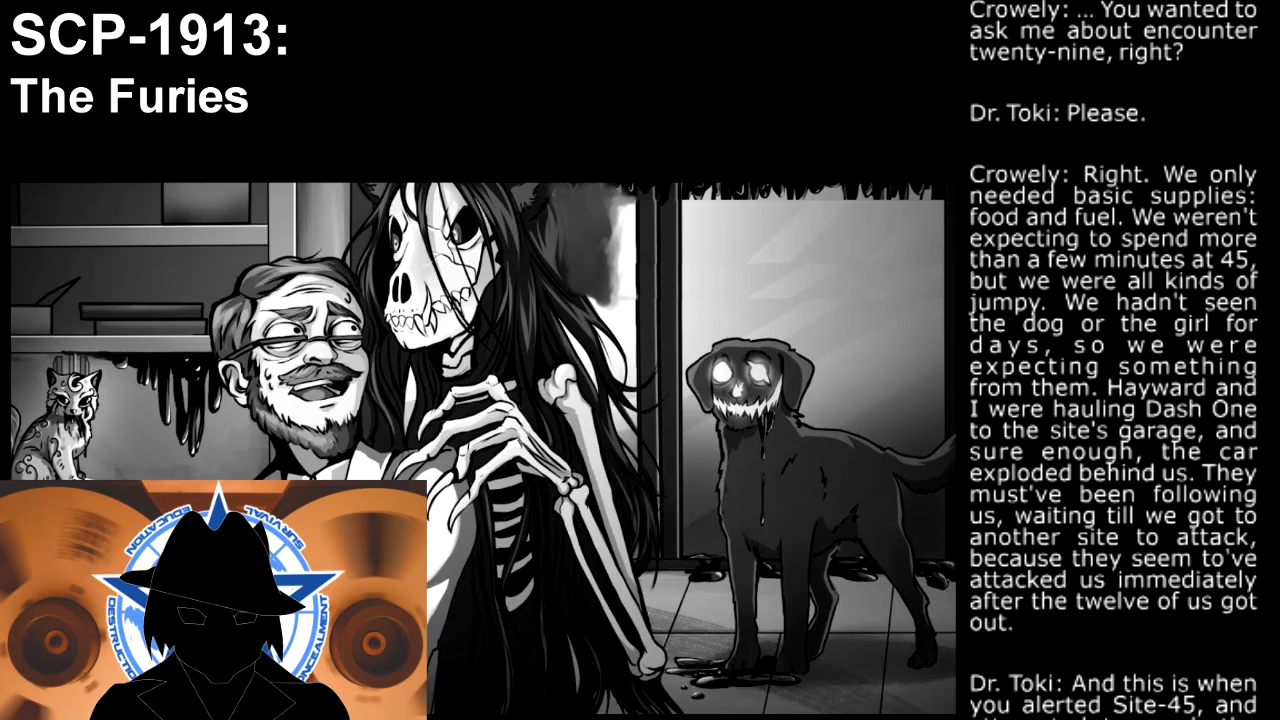 SCP-1913:
The Furies
Crowely: ... You wanted to
ask me about encounter
twenty-nine, right?
Dr. Toki: Please.
Crowely: Right. We only
needed basic supplies:
food and fuel. We weren't
expecting to spend more
than a few minutes at 45,
but we were all kinds of
jumpy. We hadn't seen
the dog or the girl for
days, so we were
expecting something
from them. Hayward and
I were hauling Dash One
to the site's garage, and
sure enough, the car
exploded behind us. They
must've been following
us, waiting till we got to
another site to attack,
because they seem to've
attacked us immediately
after the twelve of us got
out.
Dr. Toki: And this is when
you alerted Site-45, and
EDUCATION
SURVIVAL